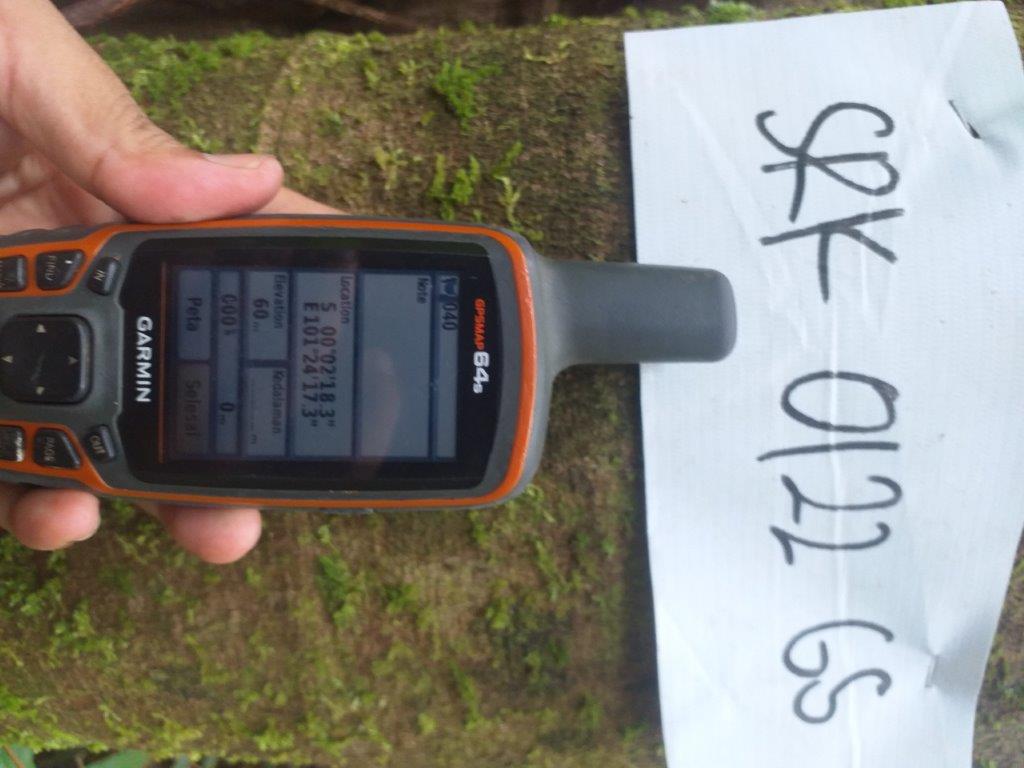 SRK 0122 GS
GPSMAP 64s
040
Note
Location
S 00°02'18.3"
E 101°24'17.3"
Elevation Kedalaman
60m
000° 0m
Peta Selesai
GARMIN
IN OUT
FIND PAGE